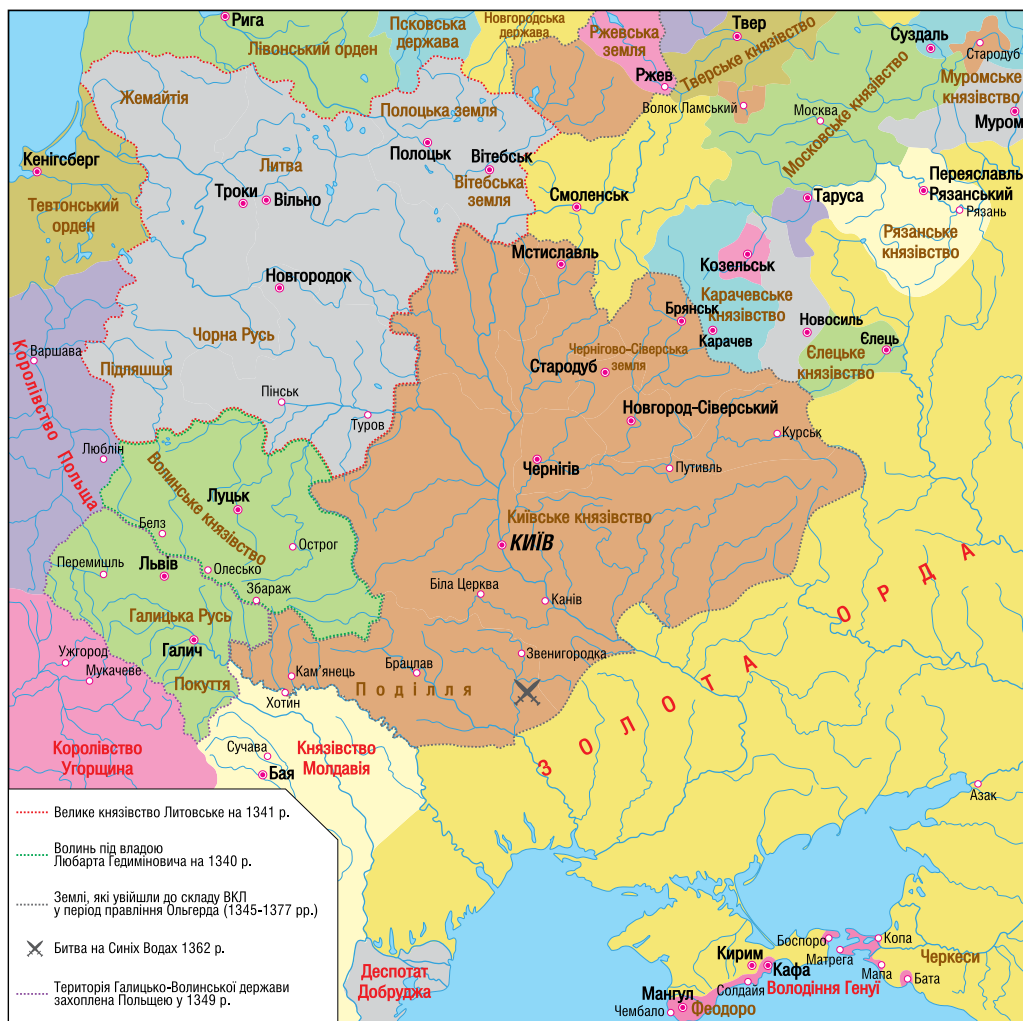 Рига
Лівонський орден
Псковська
держава
Новгородська
держава
Ржевська
земля
Ржев
Твер
Тверське князівство
Волок Ламський
Суздаль
Стародуб
Муромське
князівство
Муром
Москва
Московське князівство
Жемайтія
Полоцька земля
Полоцьк
Вітебськ
Вітебська
земля
Литва
Троки
Вільно
Кенігсберг
Тевтонський
орден
Смоленськ
Таруса
Переяславль
Рязанський
Рязань
Рязанське
князівство
Мстиславль
Козельськ
Карачевське
князівство
Карачев
Брянськ
Новосиль
Єлець
Єлецьке
князівство
Новгородок
Чорна Русь
Варшава
Підляшшя
Пінськ
Туров
Королівство Польща
Люблін
Чернігово-Сіверська
земля
Стародуб
Новгород-Сіверський
Курськ
Чернігів
Путивль
Волинське князівство
Луцьк
Белз
Острог
Київське князівство
КИЇВ
Перемишль
Львів
Олесько
Збараж
Біла Церква
Канів
Галицька Русь
Галич
Звенигородка
Ужгород
Мукачеве
Покуття
Кам’янець
Брацлав
Поділля
Хотин
ЗОЛОТА ОРДА
Королівство
Угорщина
Сучава
Бая
Князівство
Молдавія
Азак
Велике князівство Литовське на 1341 р.
Волинь під владою
Любарта Гедиміновича на 1340 р.
Землі, які увійшли до складу ВКЛ
у період правління Ольгерда (1345-1377 рр.)
Битва на Синіх Водах 1362 р.
Територія Галицько-Волинської держави
захоплена Польщею у 1349 р.
Деспотат
Добруджа
Боспоро
Копа
Матрега
Мапа
Черкеси
Бата
Кирим
Кафа
Солдайя
Володіння Генуї
Мангул
Феодоро
Чембало